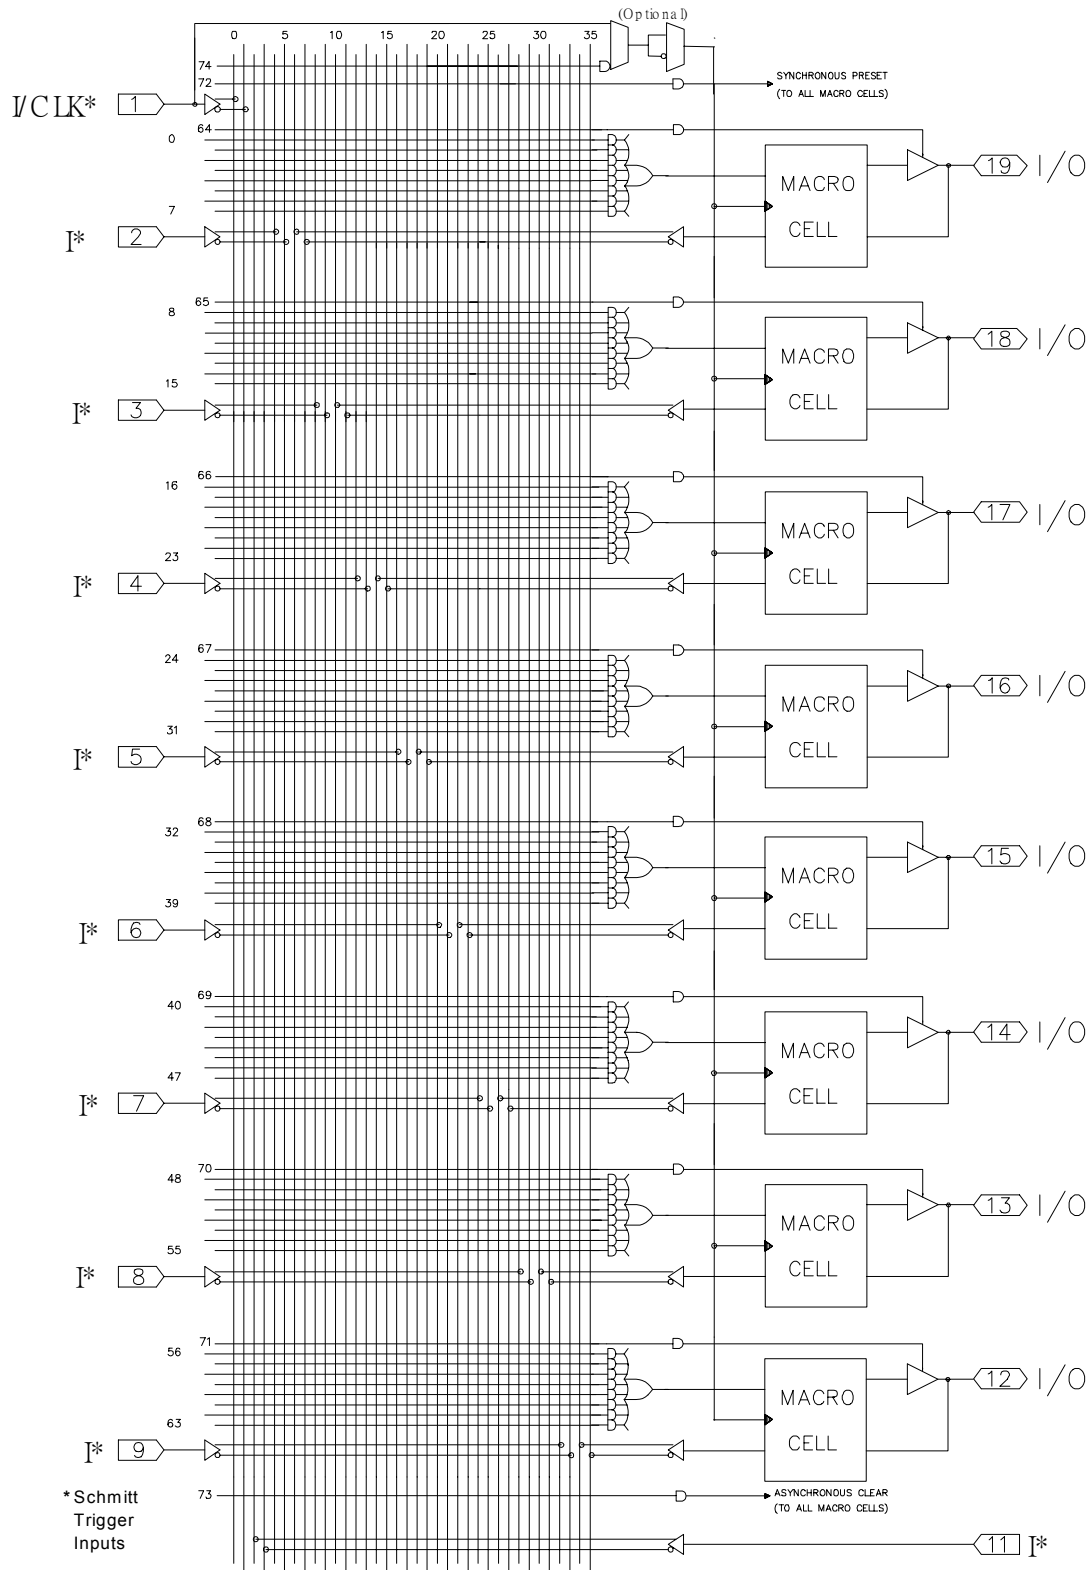 (Optional)
0 5 10 15 20 25 30 35
74
SYNCHRONOUS PRESET
72
(TO ALL MACRO CELLS)
I/CLK* 1
64
0
MACRO
19 I/O
7
CELL
I* 2
65
8
MACRO
18 I/O
15
CELL
I* 3
66
16
MACRO
17 I/O
23
CELL
I* 4
67
24
MACRO
16 I/O
31
CELL
I* 5
68
32
MACRO
15 I/O
39
CELL
I* 6
69
40
MACRO
14 I/O
47
CELL
I* 7
70
48
MACRO
13 I/O
55
CELL
I* 8
71
56
MACRO
12 I/O
63
CELL
I* 9
73
ASYNCHRONOUS CLEAR
(TO ALL MACRO CELLS)
* Schmitt
Trigger
Inputs
11 I*